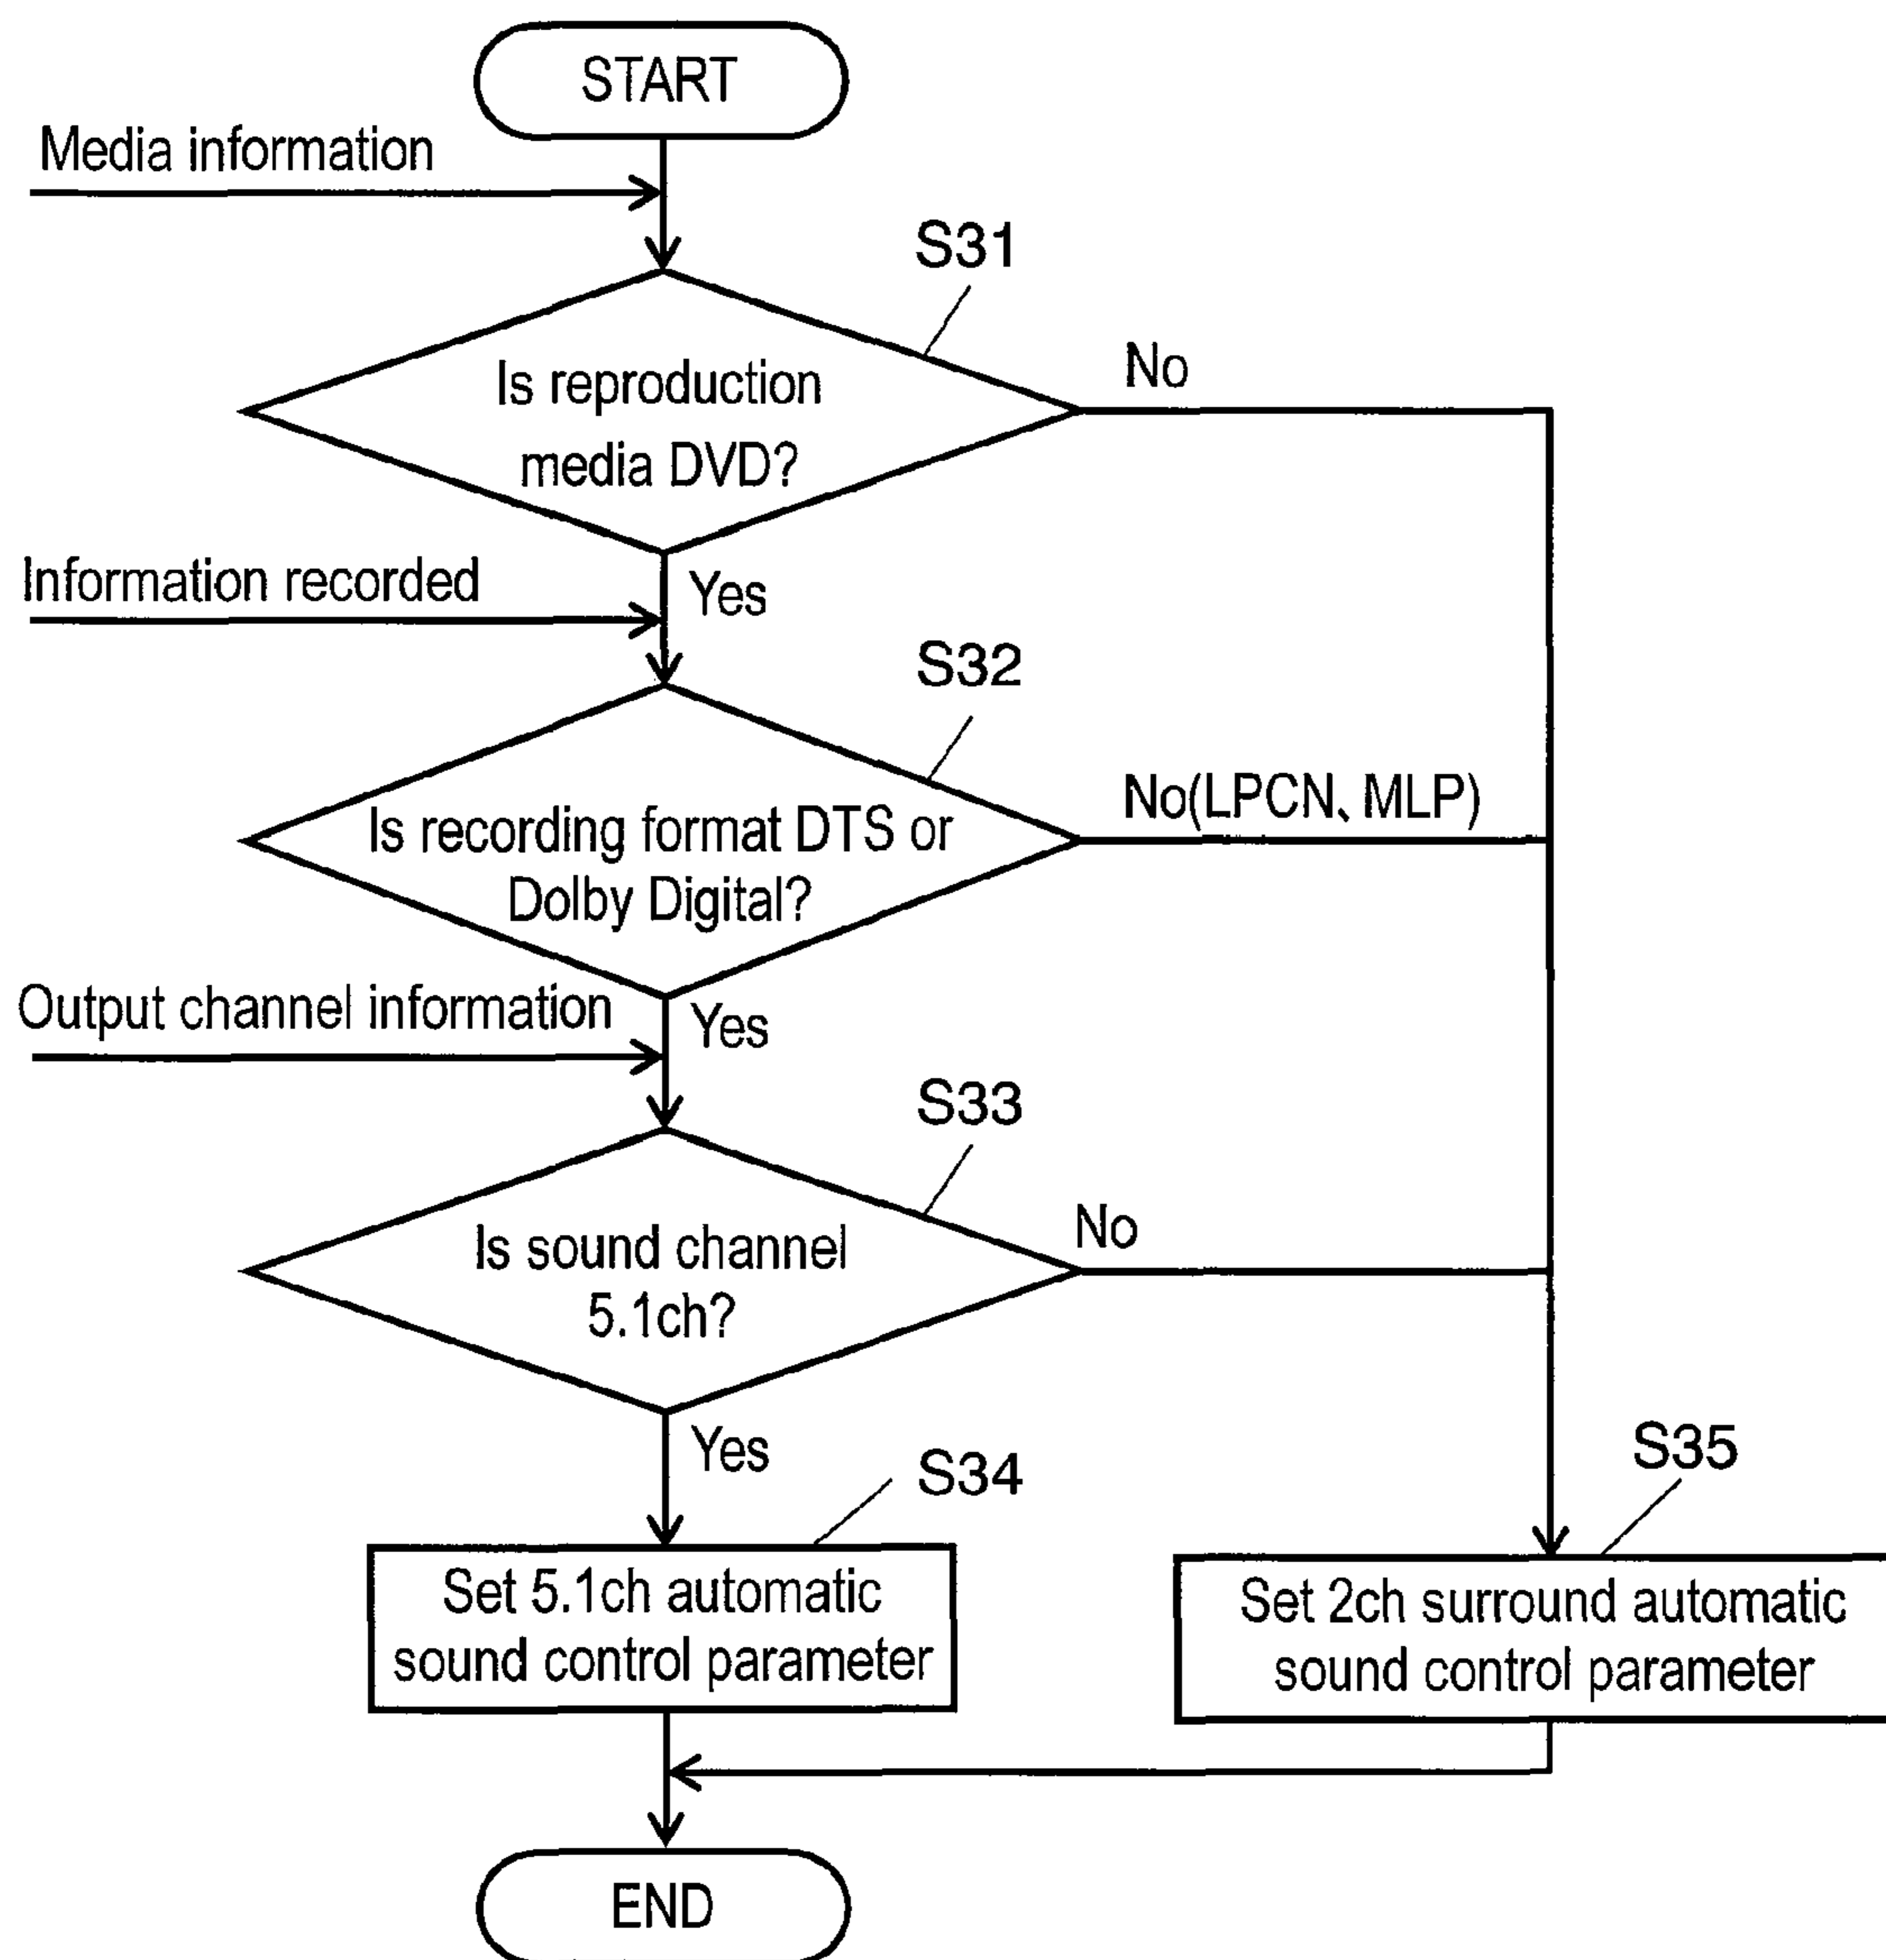 START
Media information
S31
Is reproduction
media DVD?
No
Information recorded
Yes
S32
Is recording format DTS or
Dolby Digital?
No(LPCN、MLP)
Output channel information
Yes
S33
Is sound channel
5.1ch?
No
Yes
S34
S35
Set 5.1ch automatic
sound control parameter
Set 2ch surround automatic
sound control parameter
END